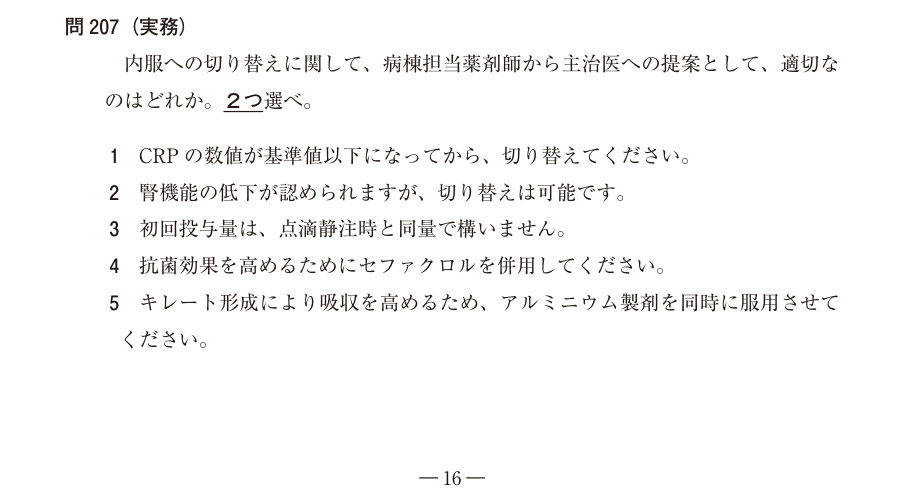 問 207（実務）
内服への切り替えに関して、病棟担当薬剤師から主治医への提案として、適切な
のはどれか。２つ選べ。
1 CRP の数値が基準値以下になってから、切り替えてください。
2 腎機能の低下が認められますが、切り替えは可能です。
3 初回投与量は、点滴静注時と同量で構いません。
4 抗菌効果を高めるためにセファクロルを併用してください。
5 キレート形成により吸収を高めるため、アルミニウム製剤を同時に服用させて
ください。
― 16 ―